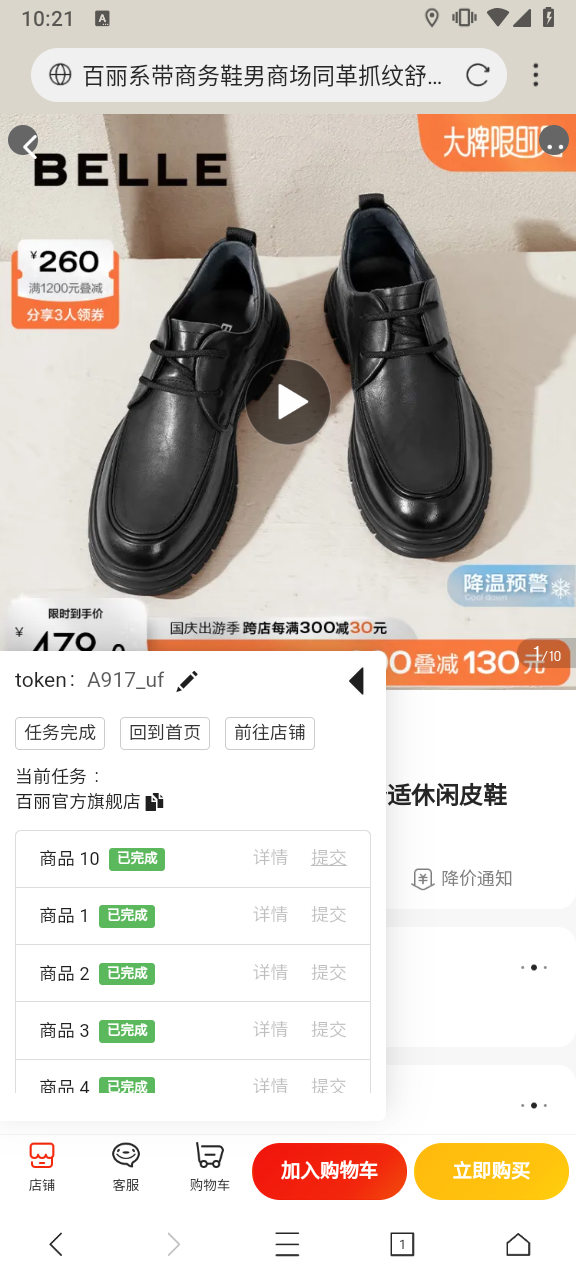 10:21
A
百丽系带商务鞋男商场同革抓纹舒...
BELLE
大牌限时
¥260
满1200元叠减
分享3人领券
降温预警
Cool down
限时到手价
国庆出游季 跨店每满300减30元
¥
479
0叠减 130元
1/10
token: A917_uf
任务完成 回到首页 前往店铺
当前任务：
百丽官方旗舰店
适休闲皮鞋
商品 10 已完成 详情 提交
降价通知
商品 1 已完成 详情 提交
商品 2 已完成 详情 提交
商品 3 已完成 详情 提交
商品 4 已完成 详情 提交
店铺 客服 购物车 加入购物车 立即购买
1